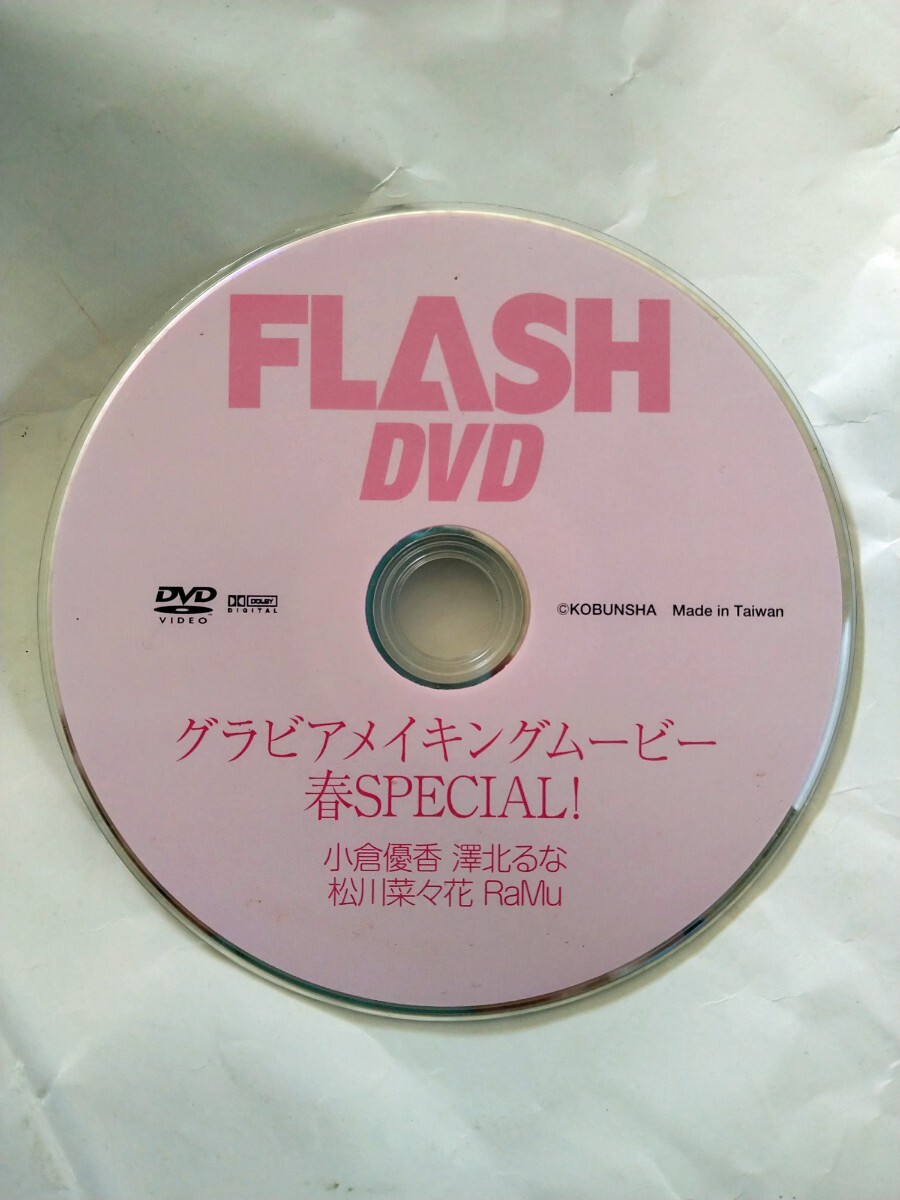 FLASH
DVD
DVD
VIDEO
DOLBY
DIGITAL
©KOBUNSHA Made in Taiwan
グラビアメイキングムービー
春SPECIAL!
小倉優香 澤北るな
松川菜々花 RaMu